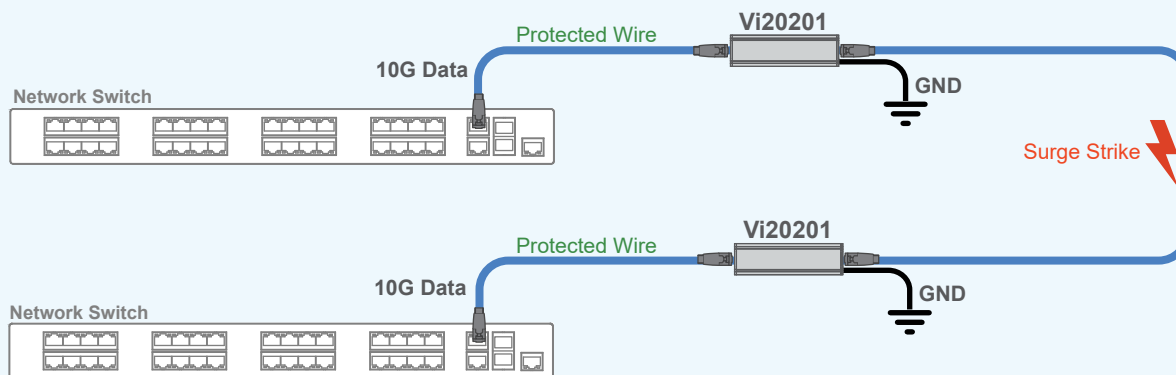 Vi20201
Protected Wire
10G Data
GND
Network Switch
Surge Strike
Vi20201
Protected Wire
10G Data
GND
Network Switch